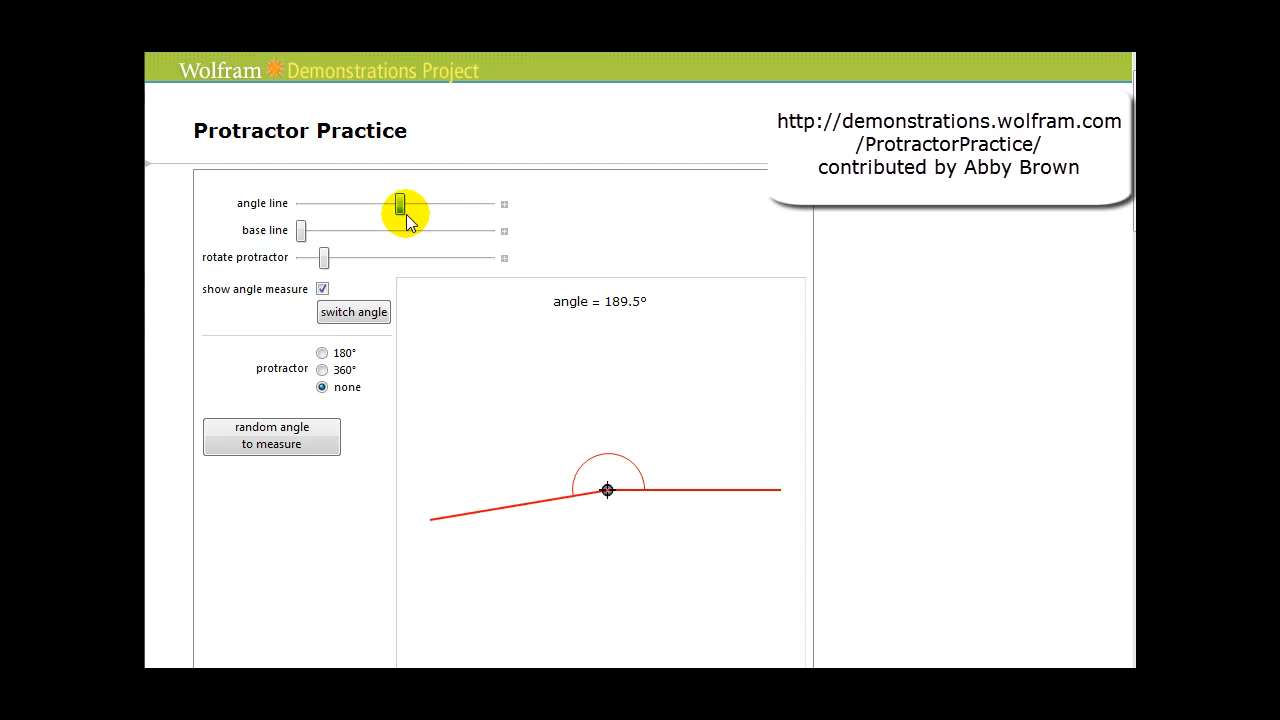 Wolfram Demonstrations Project
http://demonstrations.wolfram.com
/ProtractorPractice/
contributed by Abby Brown
Protractor Practice
angle line
base line
rotate protractor
show angle measure
switch angle
angle = 189.5°
180°
protractor
360°
none
random angle
to measure